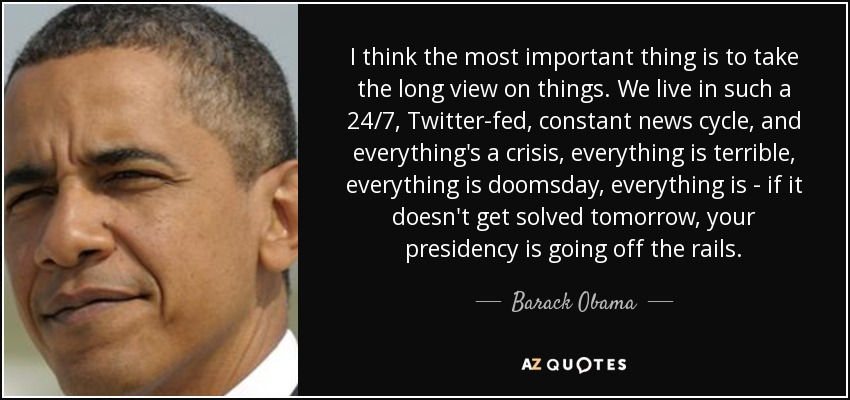 I think the most important thing is to take
the long view on things. We live in such a
24/7, Twitter-fed, constant news cycle, and
everything's a crisis, everything is terrible,
everything is doomsday, everything is - if it
doesn't get solved tomorrow, your
presidency is going off the rails.
Barack Obama
AZ QUOTES